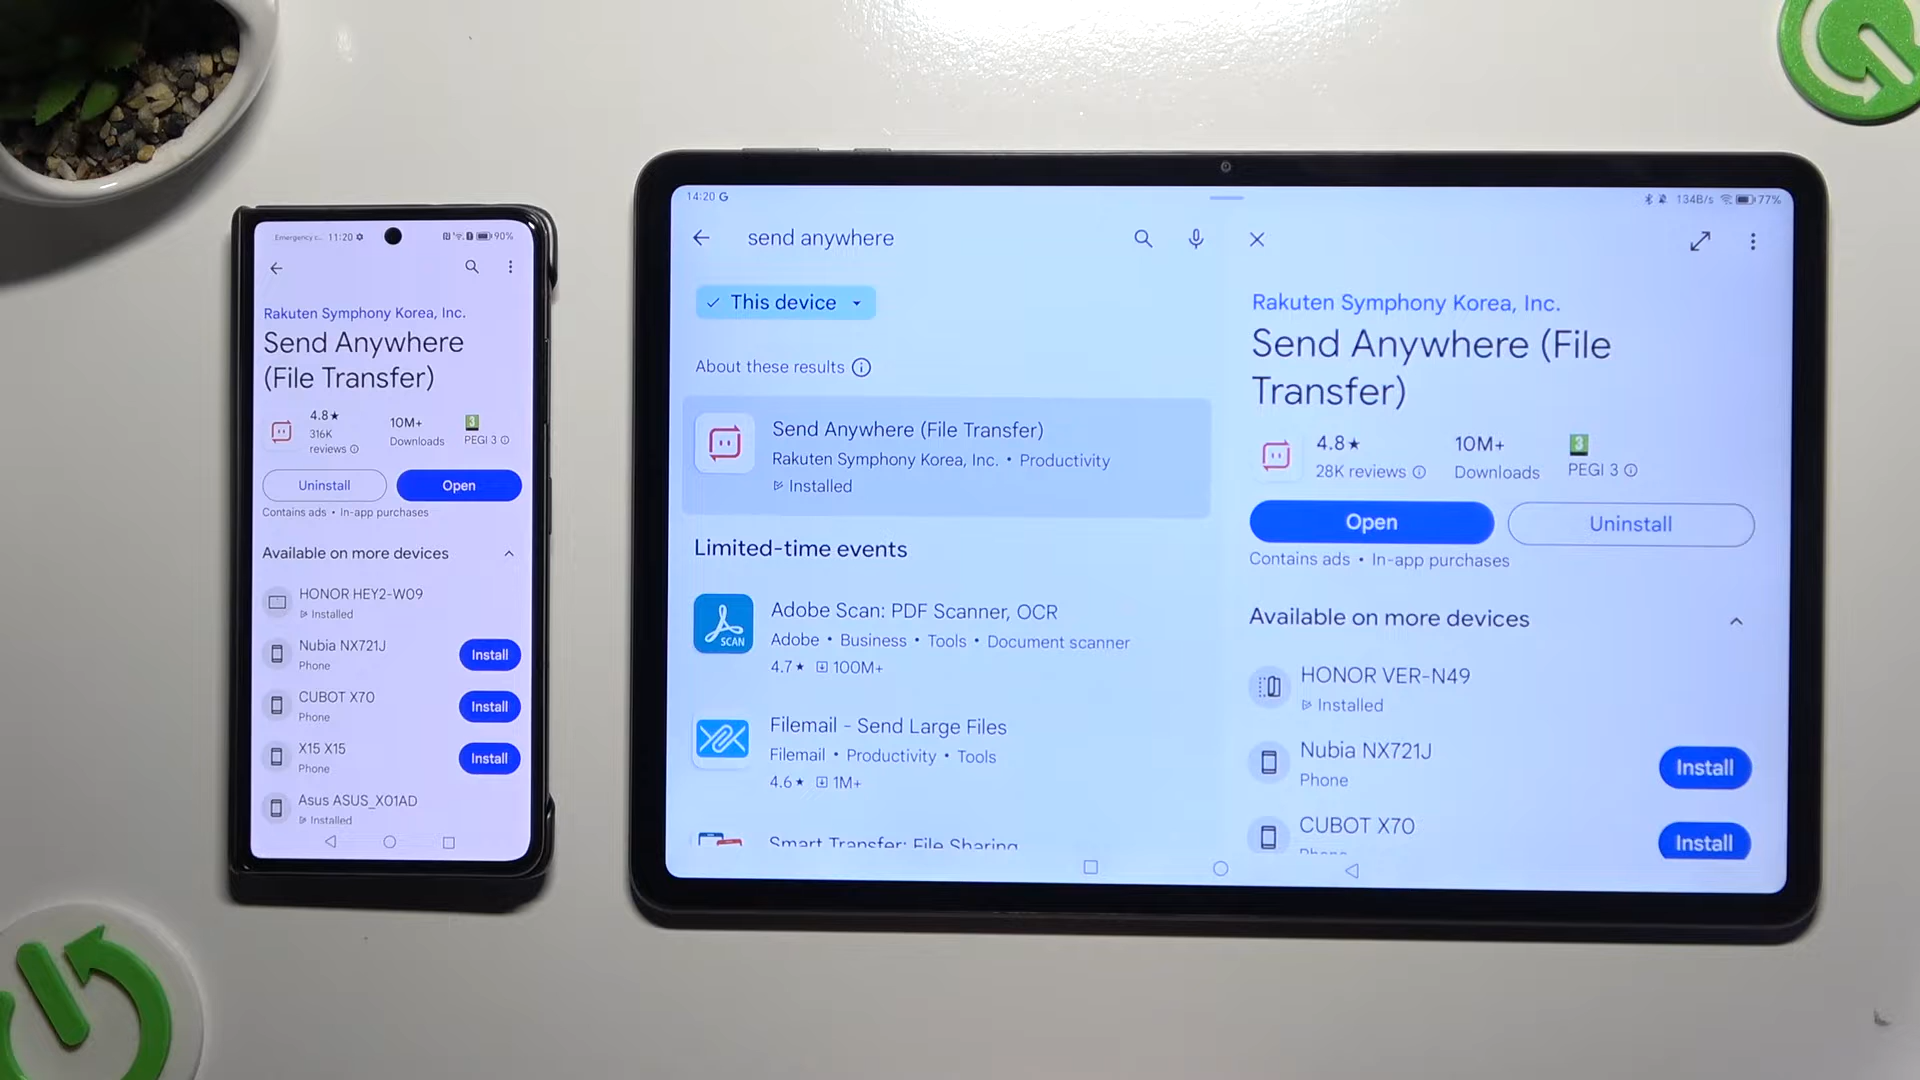 Emergency c... 11:20 90%
Rakuten Symphony Korea, Inc.
Send Anywhere
(File Transfer)
4.8★
316K
reviews
10M+
Downloads
3
PEGI 3
Uninstall
Open
Contains ads • In-app purchases
Available on more devices
HONOR HEY2-W09
Installed
Nubia NX721J
Phone
Install
CUBOT X70
Phone
Install
X15 X15
Phone
Install
Asus ASUS_X01AD
Installed
14:20 G
134B/s 77%
send anywhere
This device
About these results
Send Anywhere (File Transfer)
Rakuten Symphony Korea, Inc. • Productivity
Installed
Limited-time events
SCAN
Adobe Scan: PDF Scanner, OCR
Adobe • Business • Tools • Document scanner
4.7★ 100M+
Filemail - Send Large Files
Filemail • Productivity • Tools
4.6★ 1M+
Smart Transfer: File Sharing
Rakuten Symphony Korea, Inc.
Send Anywhere (File
Transfer)
4.8★
28K reviews
10M+
Downloads
3
PEGI 3
Open
Uninstall
Contains ads • In-app purchases
Available on more devices
HONOR VER-N49
Installed
Nubia NX721J
Phone
Install
CUBOT X70
Phone
Install